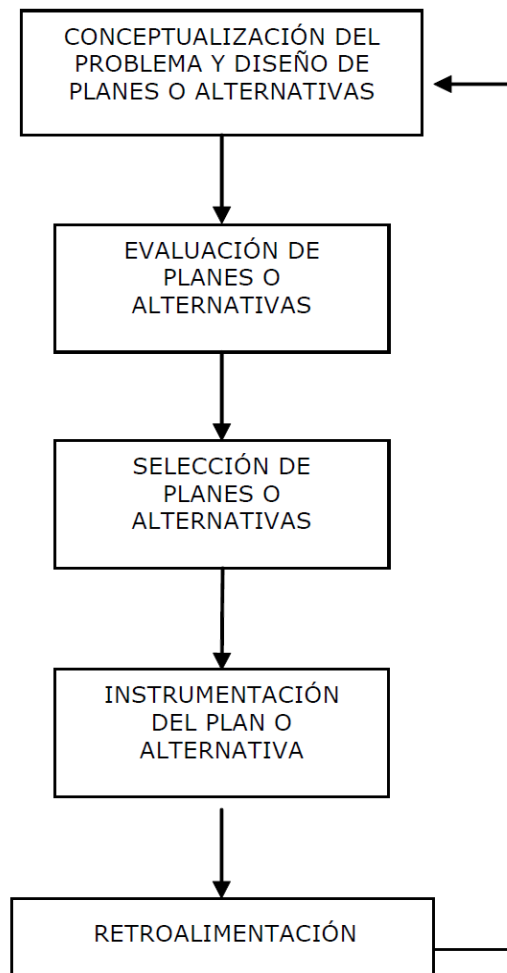 CONCEPTUALIZACIÓN DEL
PROBLEMA Y DISEÑO DE
PLANES O ALTERNATIVAS
EVALUACIÓN DE
PLANES O
ALTERNATIVAS
SELECCIÓN DE
PLANES O
ALTERNATIVAS
INSTRUMENTACIÓN
DEL PLAN O
ALTERNATIVA
RETROALIMENTACIÓN